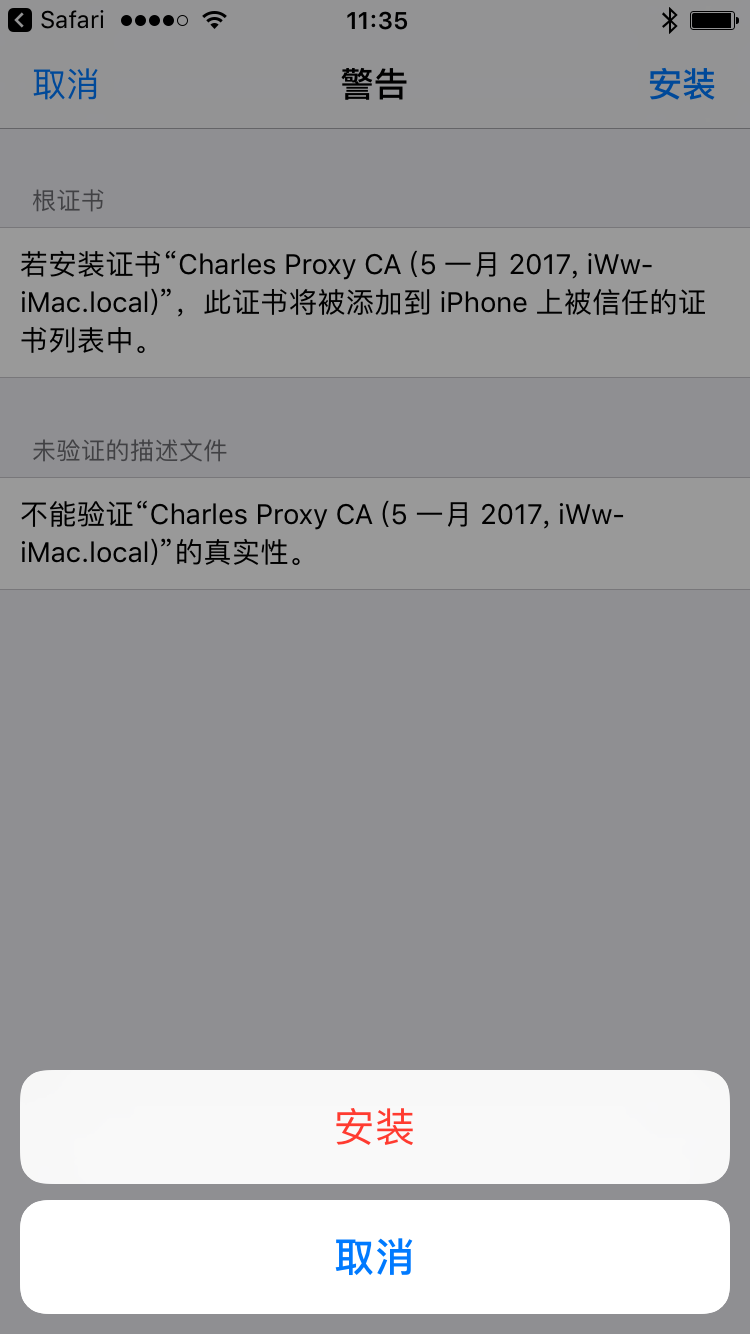 Safari 11:35
取消 警告 安装
根证书
若安装证书“Charles Proxy CA (5 一月 2017, iWw-
iMac.local)”，此证书将被添加到 iPhone 上被信任的证
书列表中。
未验证的描述文件
不能验证“Charles Proxy CA (5 一月 2017, iWw-
iMac.local)”的真实性。
安装
取消